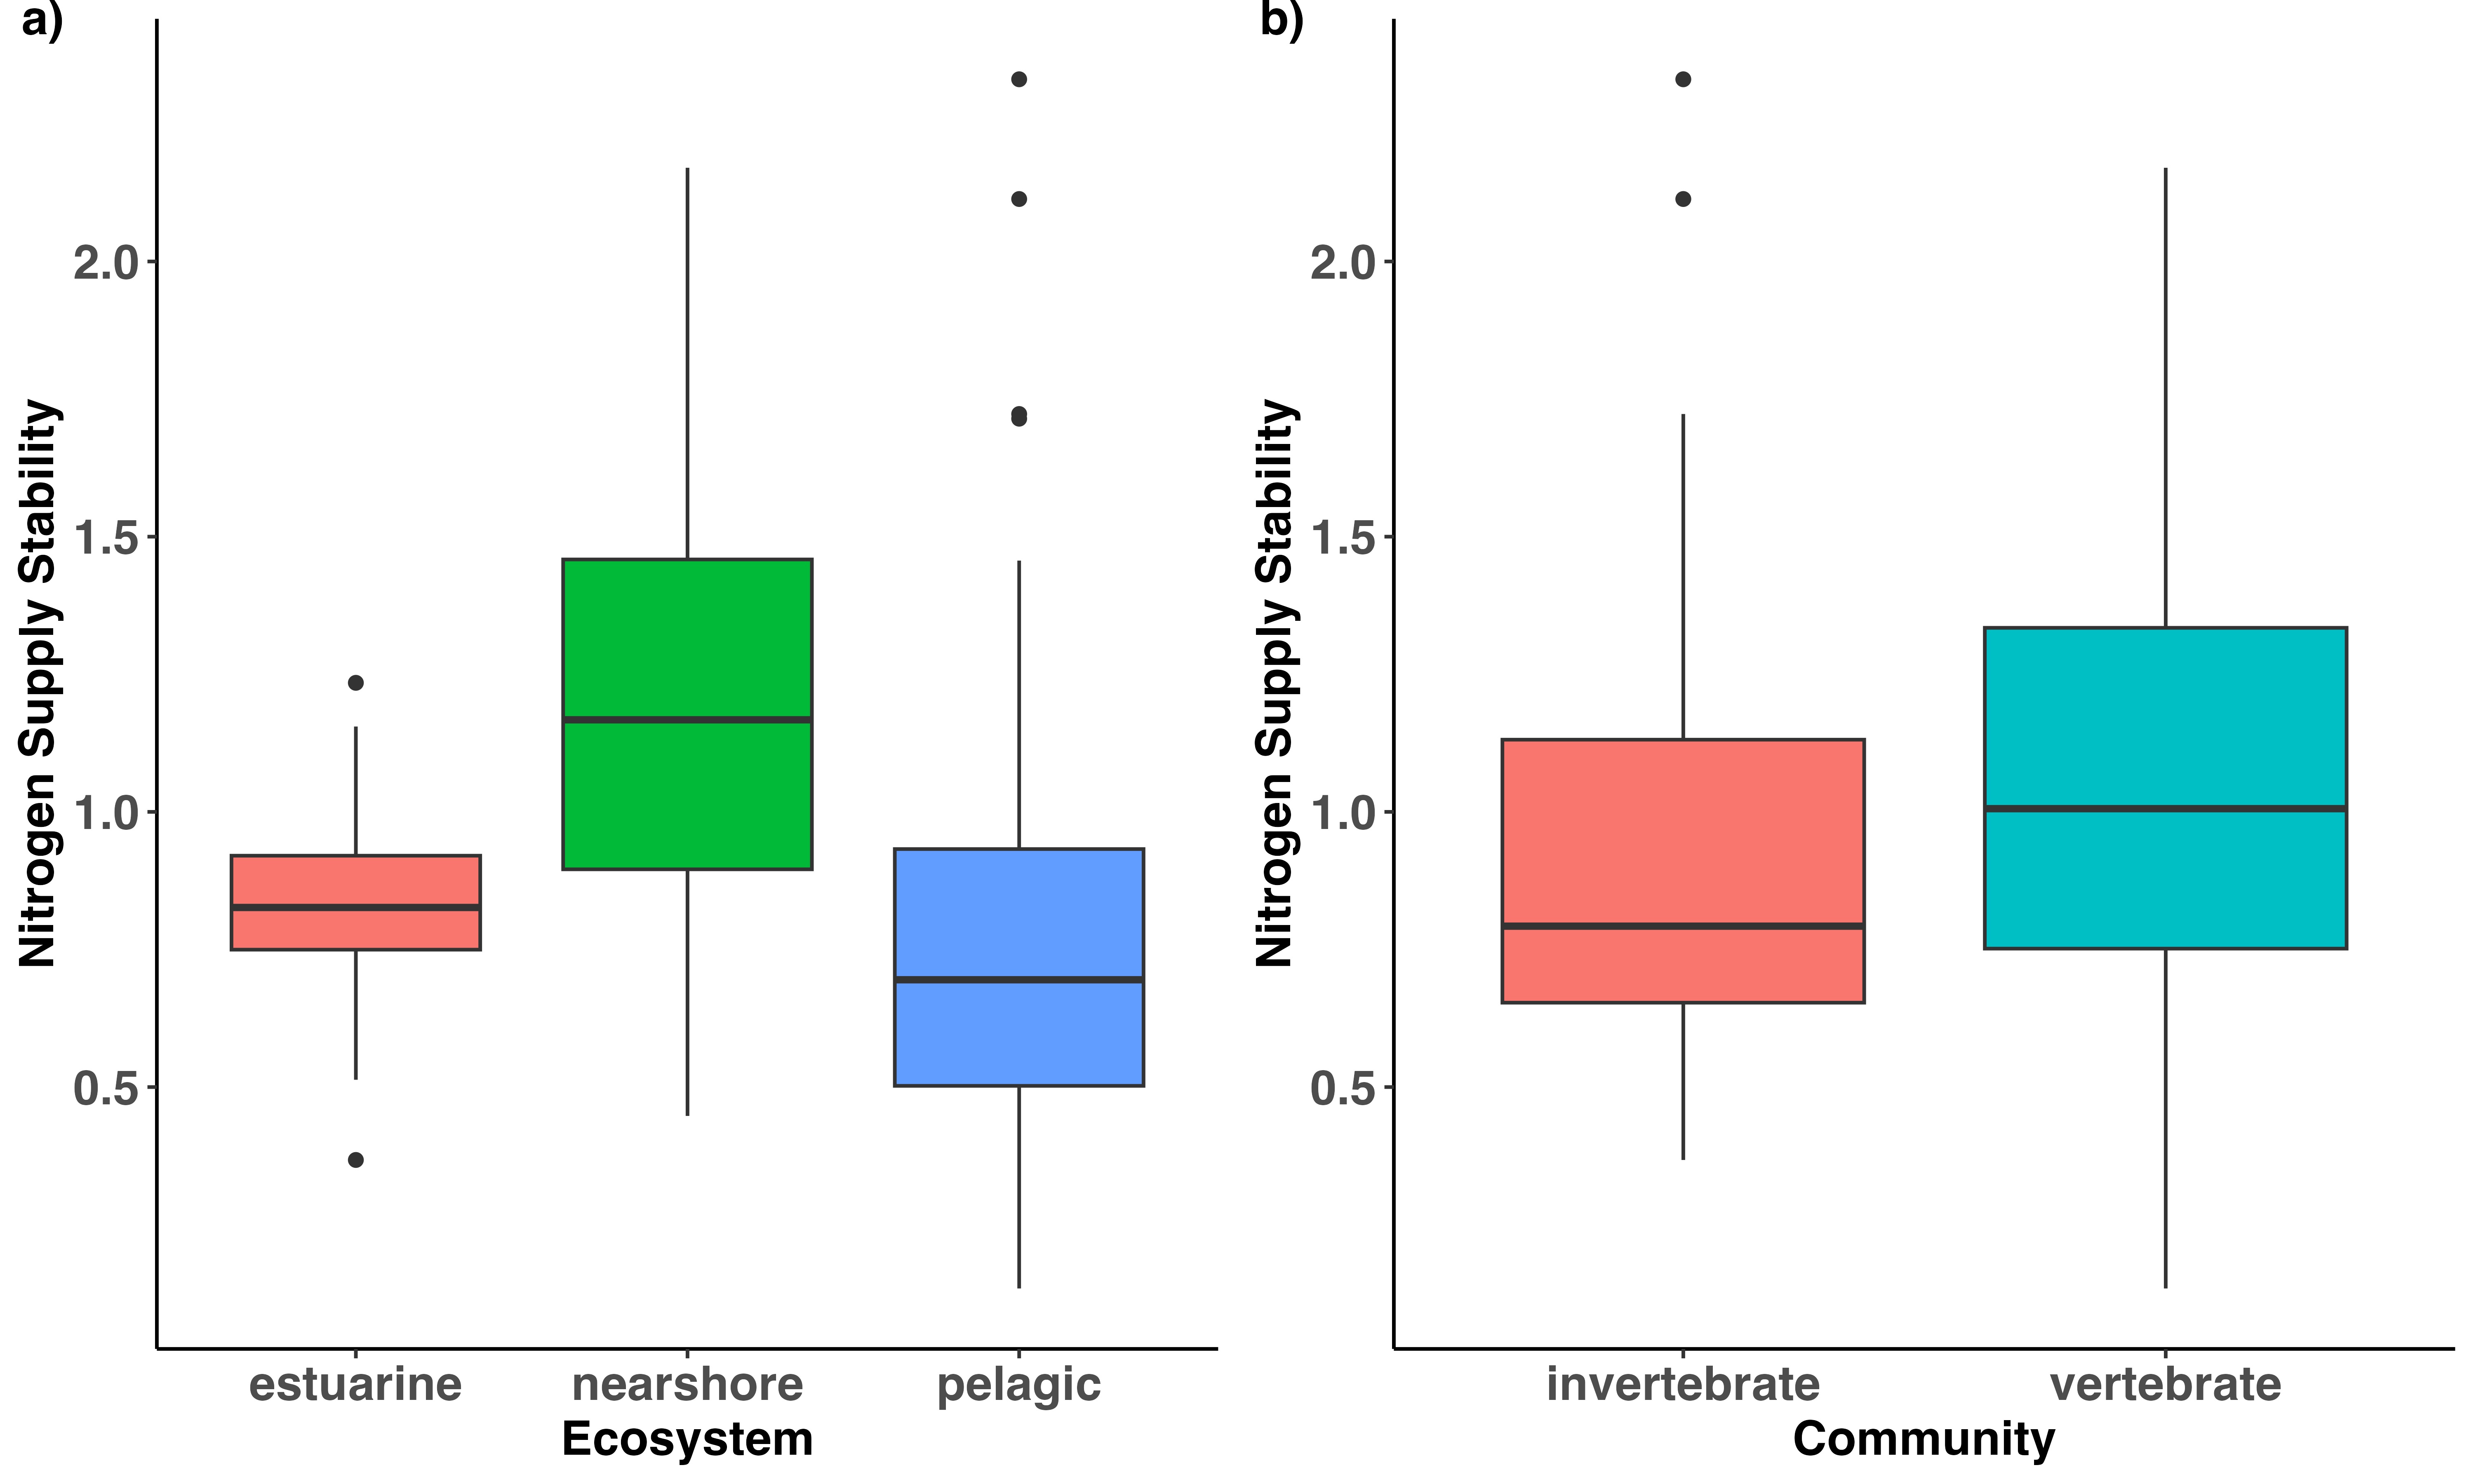 a)
Nitrogen Supply Stability
2.0
1.5
1.0
0.5
estuarine
nearshore
pelagic
Ecosystem
b)
Nitrogen Supply Stability
2.0
1.5
1.0
0.5
invertebrate
vertebrate
Community